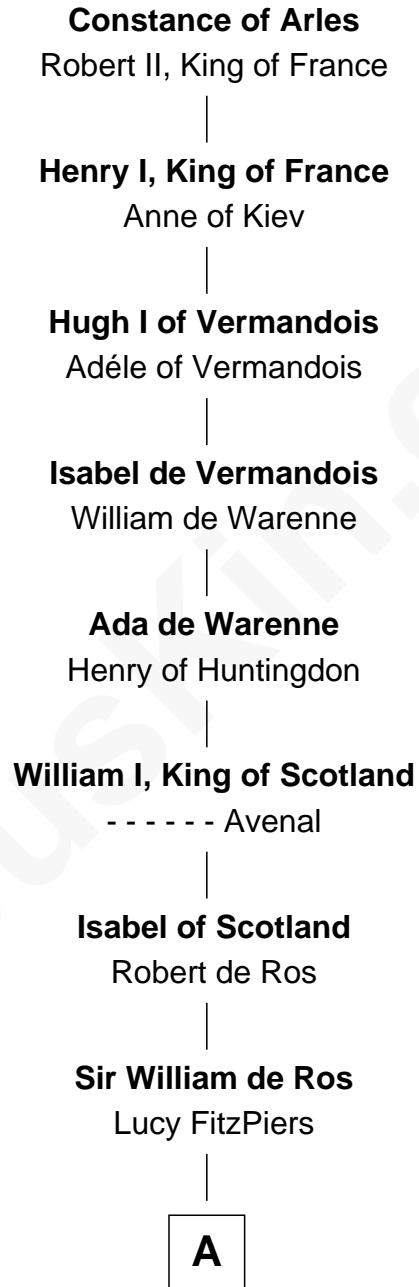 Constance of Arles
Robert II, King of France
Henry I, King of France
Anne of Kiev
Hugh I of Vermandois
Adéle of Vermandois
Isabel de Vermandois
William de Warenne
Ada de Warenne
Henry of Huntingdon
William I, King of Scotland
- - - - - - Avenal
Isabel of Scotland
Robert de Ros
Sir William de Ros
Lucy FitzPiers
A